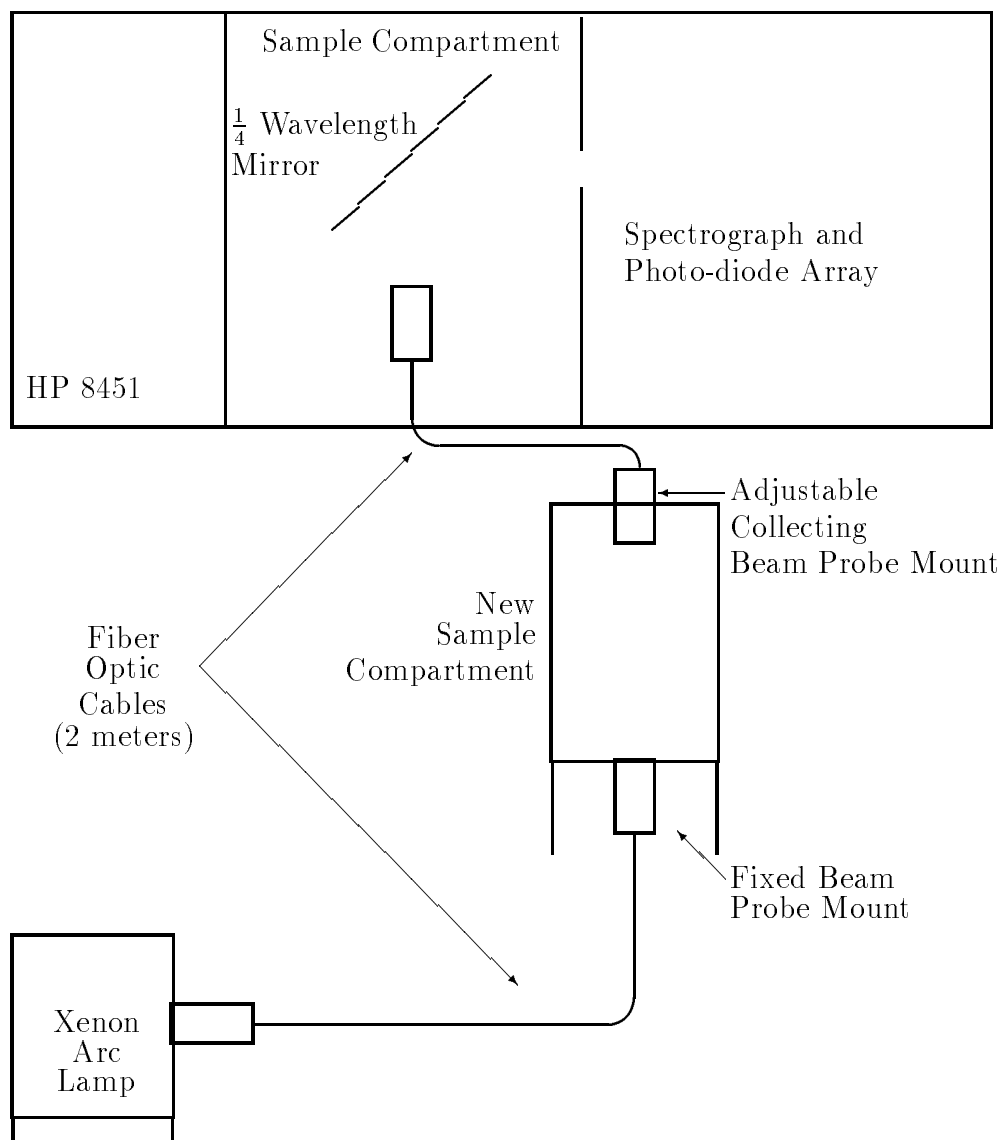 Sample Compartment
1/4 Wavelength
Mirror
Spectrograph and
Photo-diode Array
HP 8451
Adjustable
Collecting
Beam Probe Mount
New
Sample
Compartment
Fiber
Optic
Cables
(2 meters)
Fixed Beam
Probe Mount
Xenon
Arc
Lamp